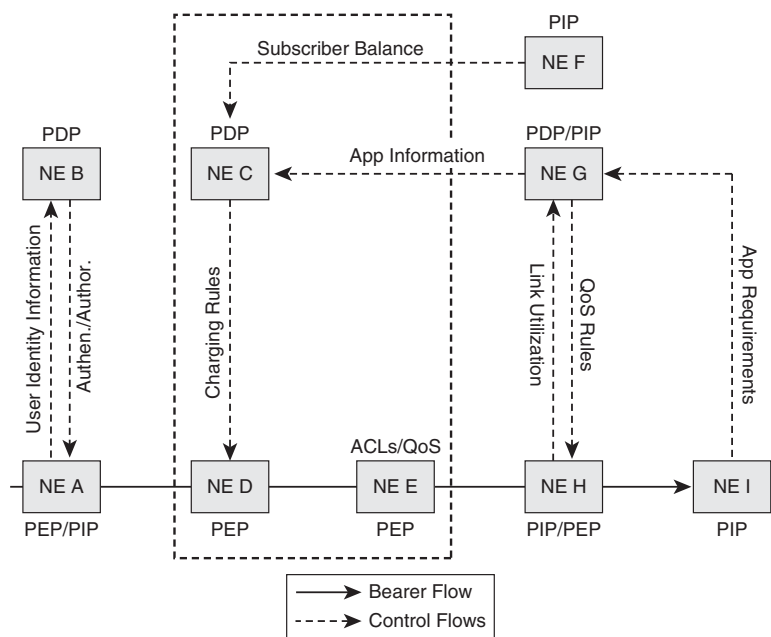 PIP
Subscriber Balance
NE F
PDP
PDP
PDP/PIP
App Information
NE B
NE C
NE G
User Identity Information
Authen./Author.
Charging Rules
Link Utilization
QoS Rules
App Requirements
ACLs/QoS
NE A
NE D
NE E
NE H
NE I
PEP/PIP
PEP
PEP
PIP/PEP
PIP
Bearer Flow
Control Flows